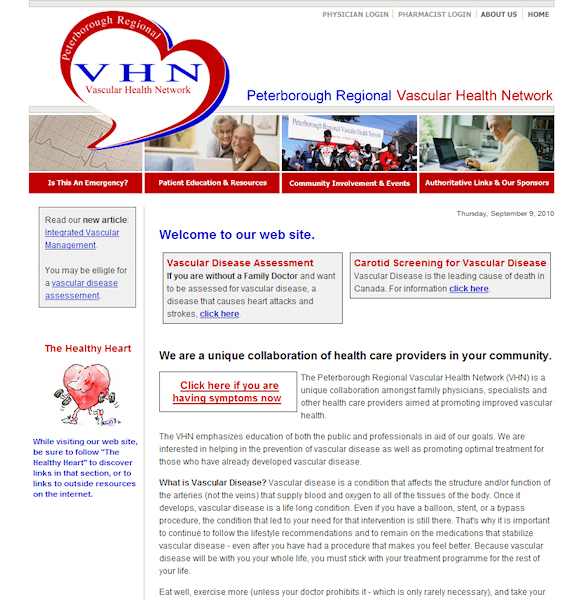 PHYSICIAN LOGIN PHARMACIST LOGIN ABOUT US HOME
Peterborough Regional
VHN
Vascular Health Network
Peterborough Regional Vascular Health Network
Peterborough Regional Vascular Health Network
Is This An Emergency?
Patient Education & Resources
Community Involvement & Events
Authoritative Links & Our Sponsors
Thursday, September 9, 2010
Read our new article:
Integrated Vascular
Management.
You may be elligle for
a vascular disease
assessement.
The Healthy Heart
While visiting our web site,
be sure to follow "The
Healthy Heart" to discover
links in that section, or to
links to outside resources
on the internet.
Welcome to our web site.
Vascular Disease Assessment
If you are without a Family Doctor and want
to be assessed for vascular disease, a
disease that causes heart attacks and
strokes, click here.
Carotid Screening for Vascular Disease
Vascular Disease is the leading cause of death in
Canada. For information click here.
We are a unique collaboration of health care providers in your community.
Click here if you are
having symptoms now
The Peterborough Regional Vascular Health Network (VHN) is a
unique collaboration amongst family physicians, specialists and
other health care providers aimed at promoting improved vascular
health.
The VHN emphasizes education of both the public and professionals in aid of our goals. We are
interested in helping in the prevention of vascular disease as well as promoting optimal treatment for
those who have already developed vascular disease.
What is Vascular Disease? Vascular disease is a condition that affects the structure and/or function of
the arteries (not the veins) that supply blood and oxygen to all of the tissues of the body. Once it
develops, vascular disease is a life long condition. Even if you have a balloon, stent, or a bypass
procedure, the condition that led to your need for that intervention is still there. That's why it is important
to continue to follow the lifestyle recommendations and to remain on the medications that stabilize
vascular disease - even after you have had a procedure that makes you feel better. Because vascular
disease will be with you your whole life, you must stick with your treatment programme for the rest of
your life.
Eat well, exercise more (unless your doctor prohibits it - which is only rarely necessary), and take your